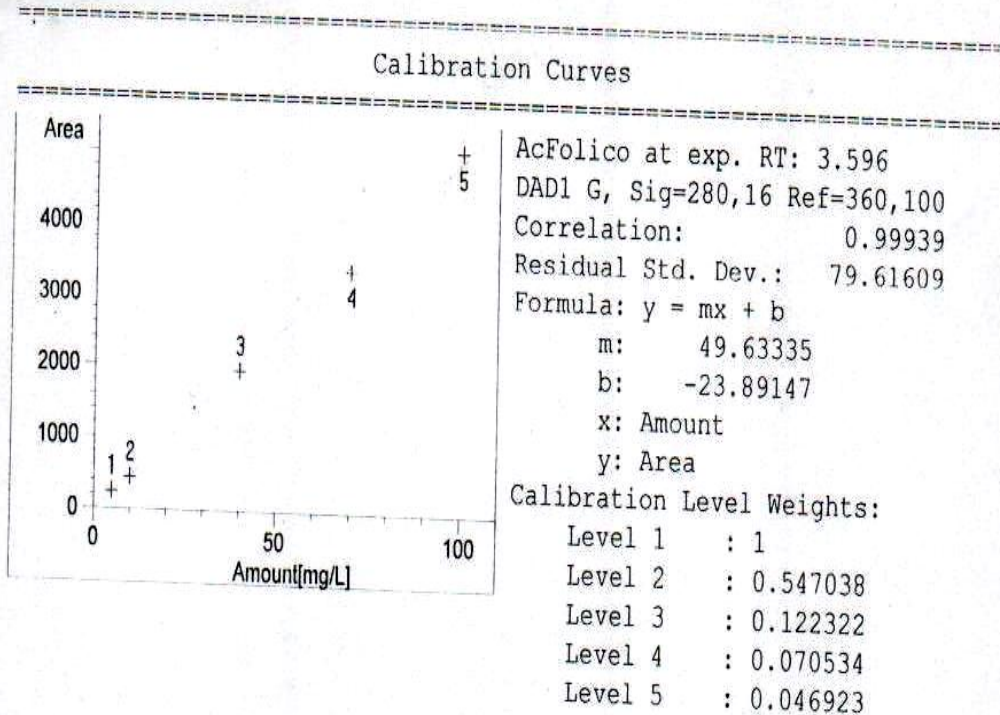 Calibration Curves
Area
4000
3000
2000
1000
0
1
2
3
4
5
0
50
100
Amount[mg/L]
AcFolico at exp. RT: 3.596
DAD1 G, Sig=280,16 Ref=360,100
Correlation: 0.99939
Residual Std. Dev.: 79.61609
Formula: y = mx + b
m: 49.63335
b: -23.89147
x: Amount
y: Area
Calibration Level Weights:
Level 1 : 1
Level 2 : 0.547038
Level 3 : 0.122322
Level 4 : 0.070534
Level 5 : 0.046923